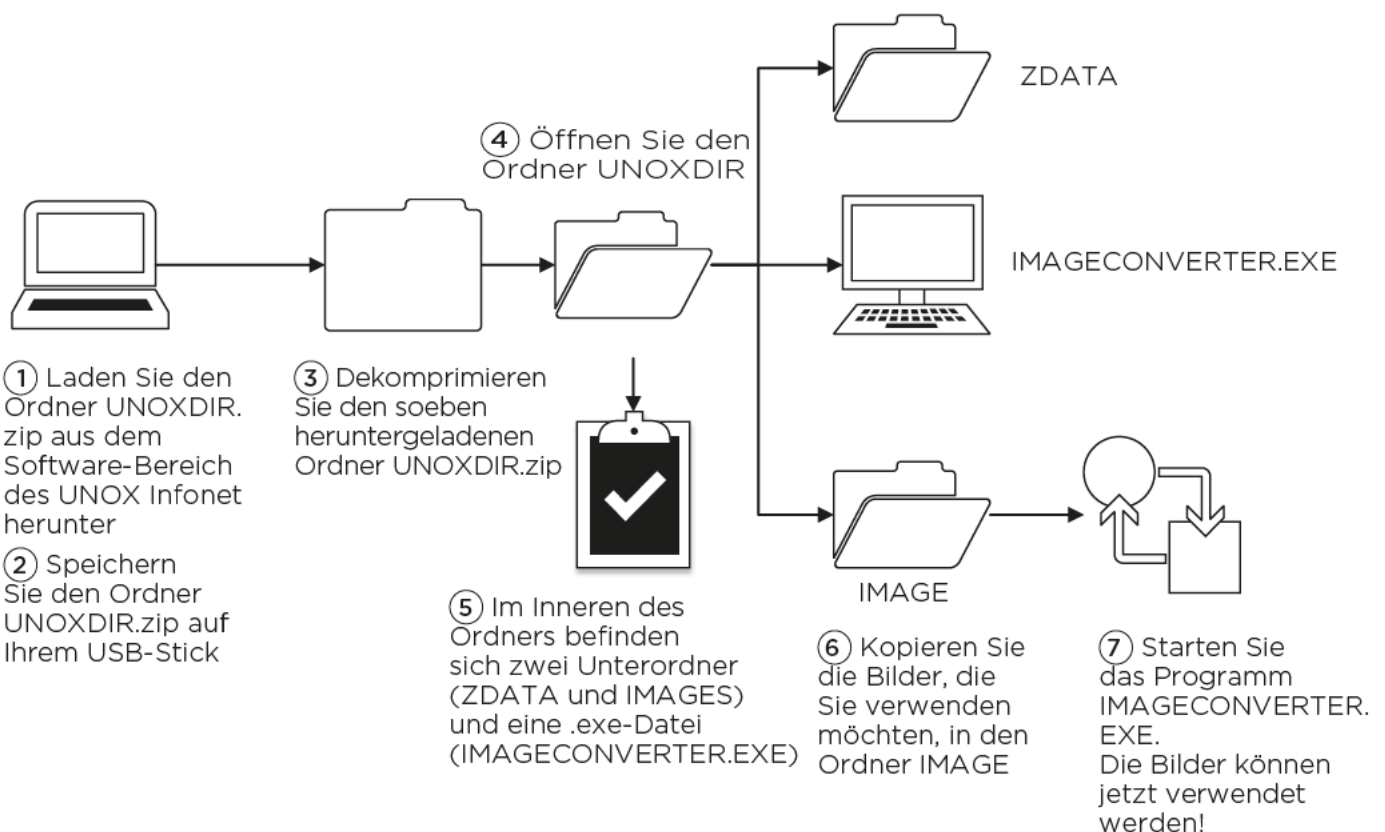 ① Laden Sie den
Ordner UNOXDIR.
zip aus dem
Software-Bereich
des UNOX Infonet
herunter
② Speichern
Sie den Ordner
UNOXDIR.zip auf
Ihrem USB-Stick
③ Dekomprimieren
Sie den soeben
heruntergeladenen
Ordner UNOXDIR.zip
④ Öffnen Sie den
Ordner UNOXDIR
⑤ Im Inneren des
Ordners befinden
sich zwei Unterordner
(ZDATA und IMAGES)
und eine .exe-Datei
(IMAGECONVERTER.EXE)
ZDATA
IMAGECONVERTER.EXE
IMAGE
⑥ Kopieren Sie
die Bilder, die
Sie verwenden
möchten, in den
Ordner IMAGE
⑦ Starten Sie
das Programm
IMAGECONVERTER.
EXE.
Die Bilder können
jetzt verwendet
werden!